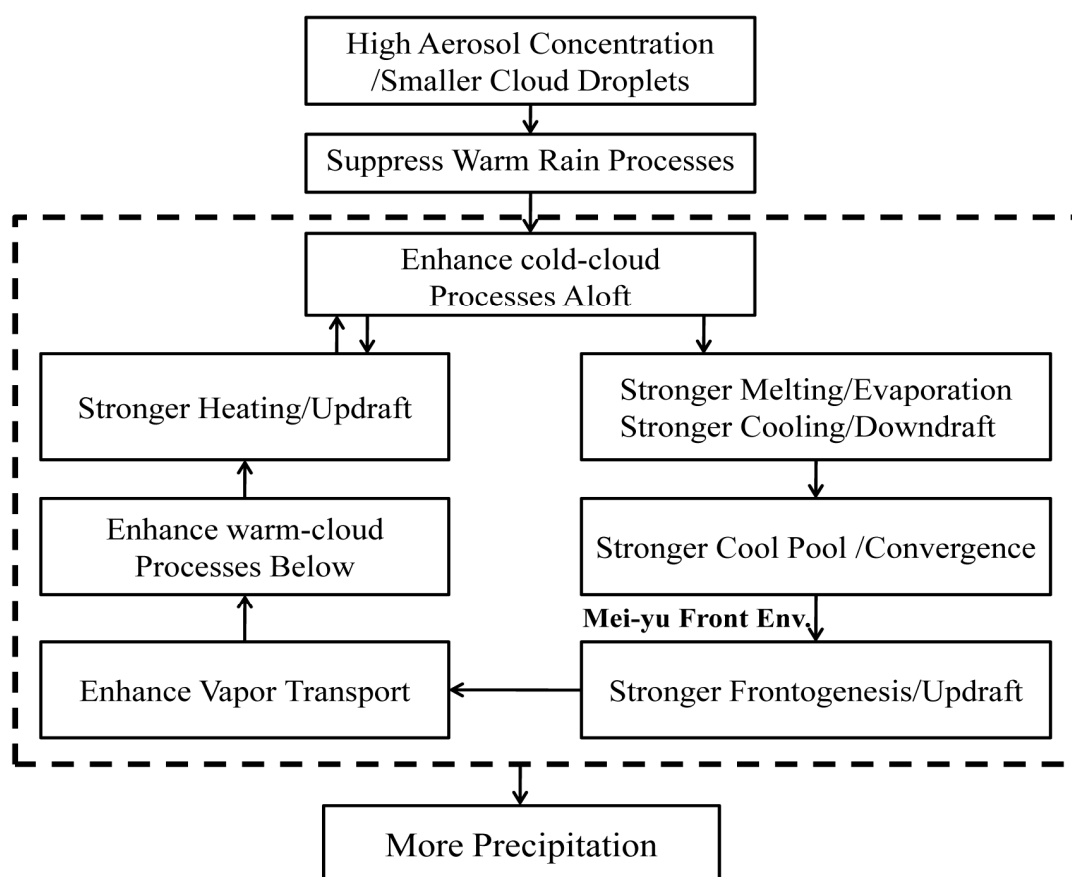 High Aerosol Concentration
/Smaller Cloud Droplets
Suppress Warm Rain Processes
Enhance cold-cloud
Processes Aloft
Stronger Heating/Updraft
Stronger Melting/Evaporation
Stronger Cooling/Downdraft
Enhance warm-cloud
Processes Below
Stronger Cool Pool /Convergence
Mei-yu Front Env.
Enhance Vapor Transport
Stronger Frontogenesis/Updraft
More Precipitation